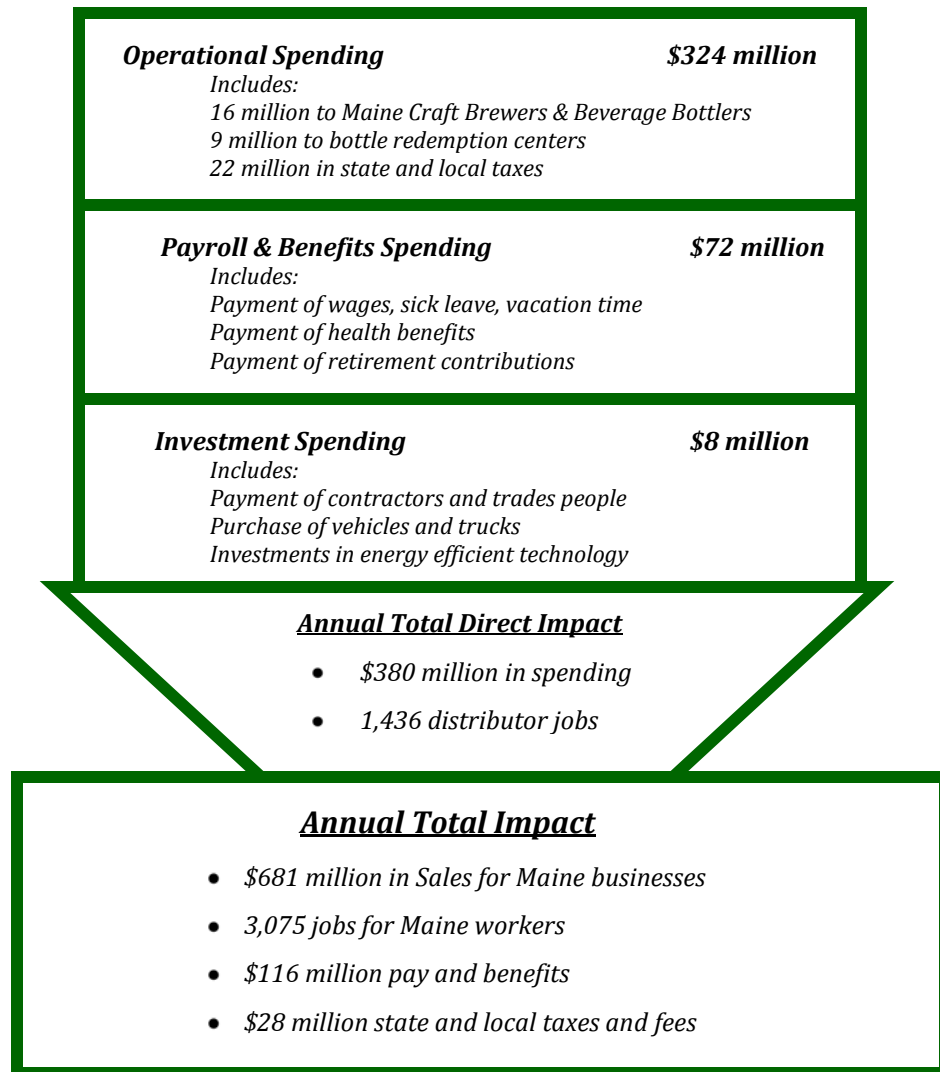 Operational Spending $324 million
Includes:
16 million to Maine Craft Brewers & Beverage Bottlers
9 million to bottle redemption centers
22 million in state and local taxes
Payroll & Benefits Spending $72 million
Includes:
Payment of wages, sick leave, vacation time
Payment of health benefits
Payment of retirement contributions
Investment Spending $8 million
Includes:
Payment of contractors and trades people
Purchase of vehicles and trucks
Investments in energy efficient technology
Annual Total Direct Impact
• $380 million in spending
• 1,436 distributor jobs
Annual Total Impact
• $681 million in Sales for Maine businesses
• 3,075 jobs for Maine workers
• $116 million pay and benefits
• $28 million state and local taxes and fees